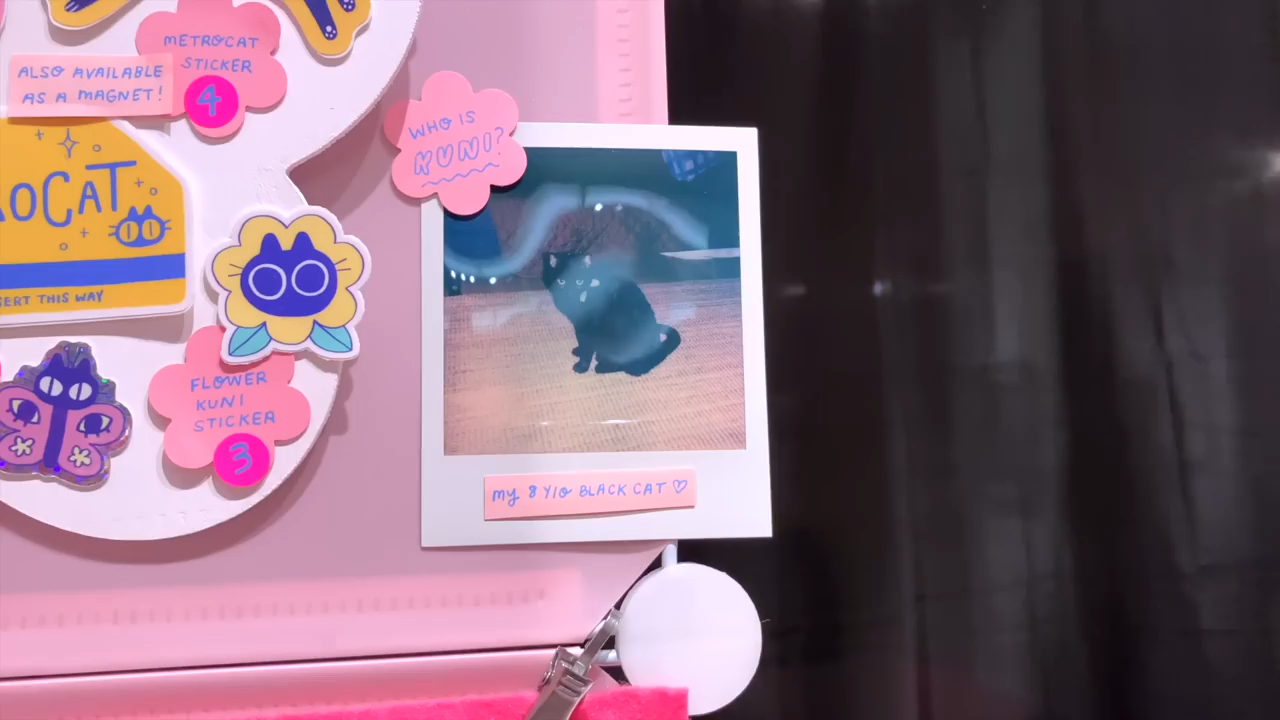 METROCAT
STICKER
4
ALSO AVAILABLE
AS A MAGNET!
WHO IS
KUNI?
OCAT
SERT THIS WAY
FLOWER
KUNI
STICKER
3
MY 8 Y/O BLACK CAT ♡